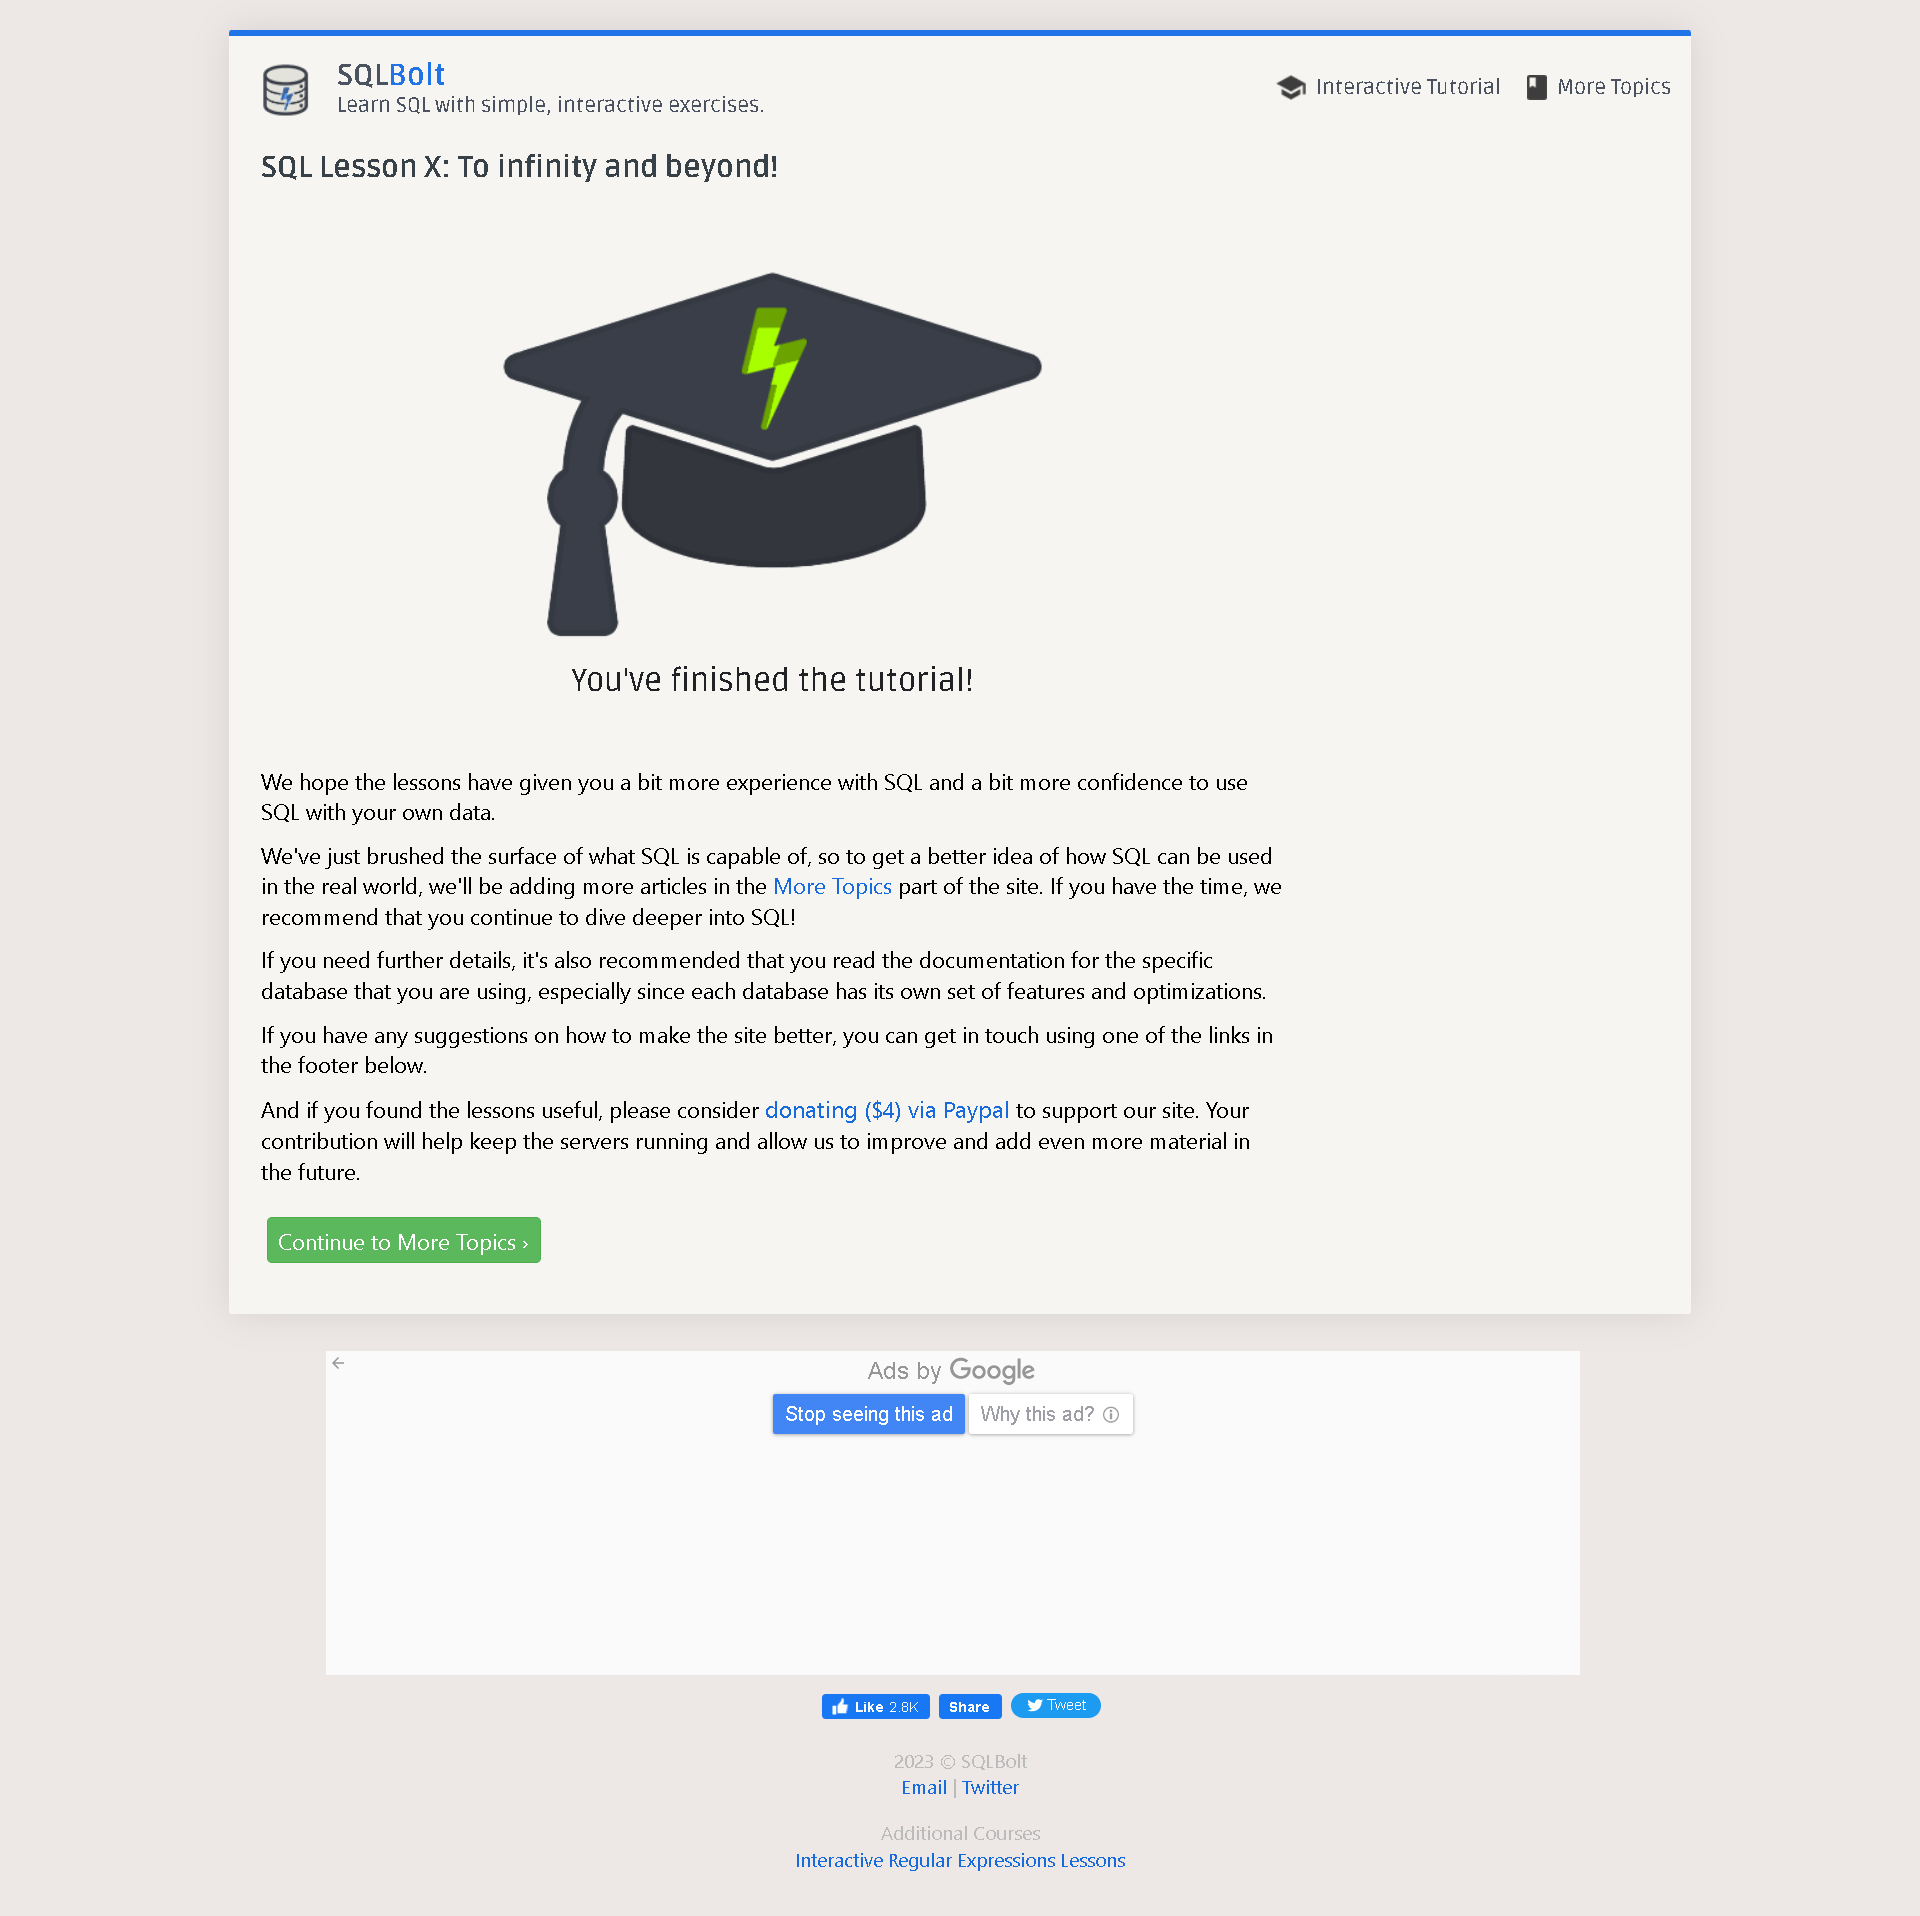 SQLBolt
Learn SQL with simple, interactive exercises.
Interactive Tutorial
More Topics
SQL Lesson X: To infinity and beyond!
You've finished the tutorial!
We hope the lessons have given you a bit more experience with SQL and a bit more confidence to use
SQL with your own data.
We've just brushed the surface of what SQL is capable of, so to get a better idea of how SQL can be used
in the real world, we'll be adding more articles in the More Topics part of the site. If you have the time, we
recommend that you continue to dive deeper into SQL!
If you need further details, it's also recommended that you read the documentation for the specific
database that you are using, especially since each database has its own set of features and optimizations.
If you have any suggestions on how to make the site better, you can get in touch using one of the links in
the footer below.
And if you found the lessons useful, please consider donating ($4) via Paypal to support our site. Your
contribution will help keep the servers running and allow us to improve and add even more material in
the future.
Continue to More Topics ›
Ads by Google
Stop seeing this ad
Why this ad?
Like 2.8K
Share
Tweet
2023 © SQLBolt
Email | Twitter
Additional Courses
Interactive Regular Expressions Lessons